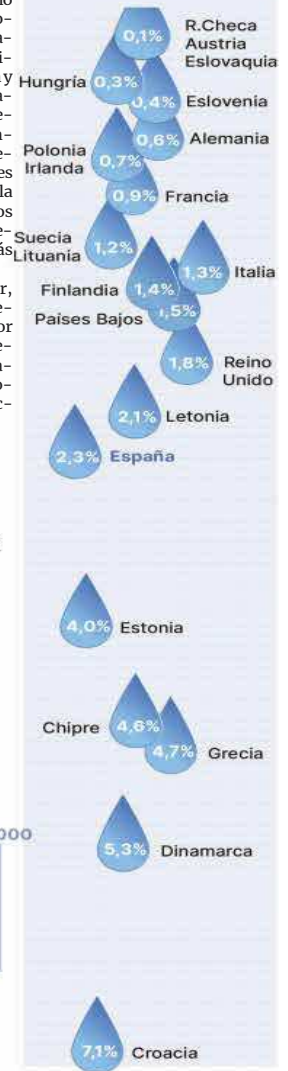 0,1%
R.Checa
Austria
Eslovaquia
Hungría
0,3%
0,4%
Eslovenia
0,6%
Alemania
Polonia
Irlanda
0,7%
0,9%
Francia
Suecia
Lituania
1,2%
1,3%
Italia
Finlandia
1,4%
Países Bajos
1,5%
1,8%
Reino
Unido
2,1%
Letonia
2,3%
España
4,0%
Estonia
Chipre
4,6%
4,7%
Grecia
5,3%
Dinamarca
7,1%
Croacia